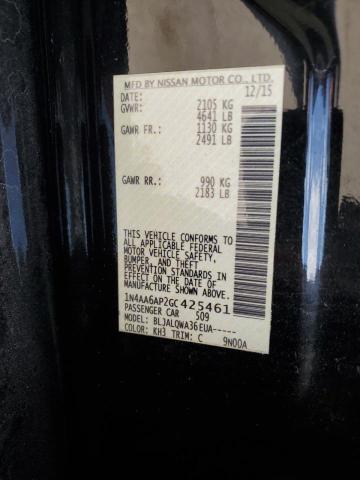 MFD BY NISSAN MOTOR CO., LTD.
DATE: 12/15
GVWR: 2105 KG
4641 LB
GAWR FR.: 1130 KG
2491 LB
GAWR RR.: 990 KG
2183 LB
THIS VEHICLE CONFORMS TO
ALL APPLICABLE FEDERAL
MOTOR VEHICLE SAFETY,
BUMPER, AND THEFT
PREVENTION STANDARDS
IN EFFECT ON THE DATE OF
MANUFACTURE SHOWN ABOVE.
1N4AA6AP2GC425461
PASSENGER CAR 509
MODEL: BLJALQWA36EUA-----
COLOR: KH3 TRIM: C 9N00A